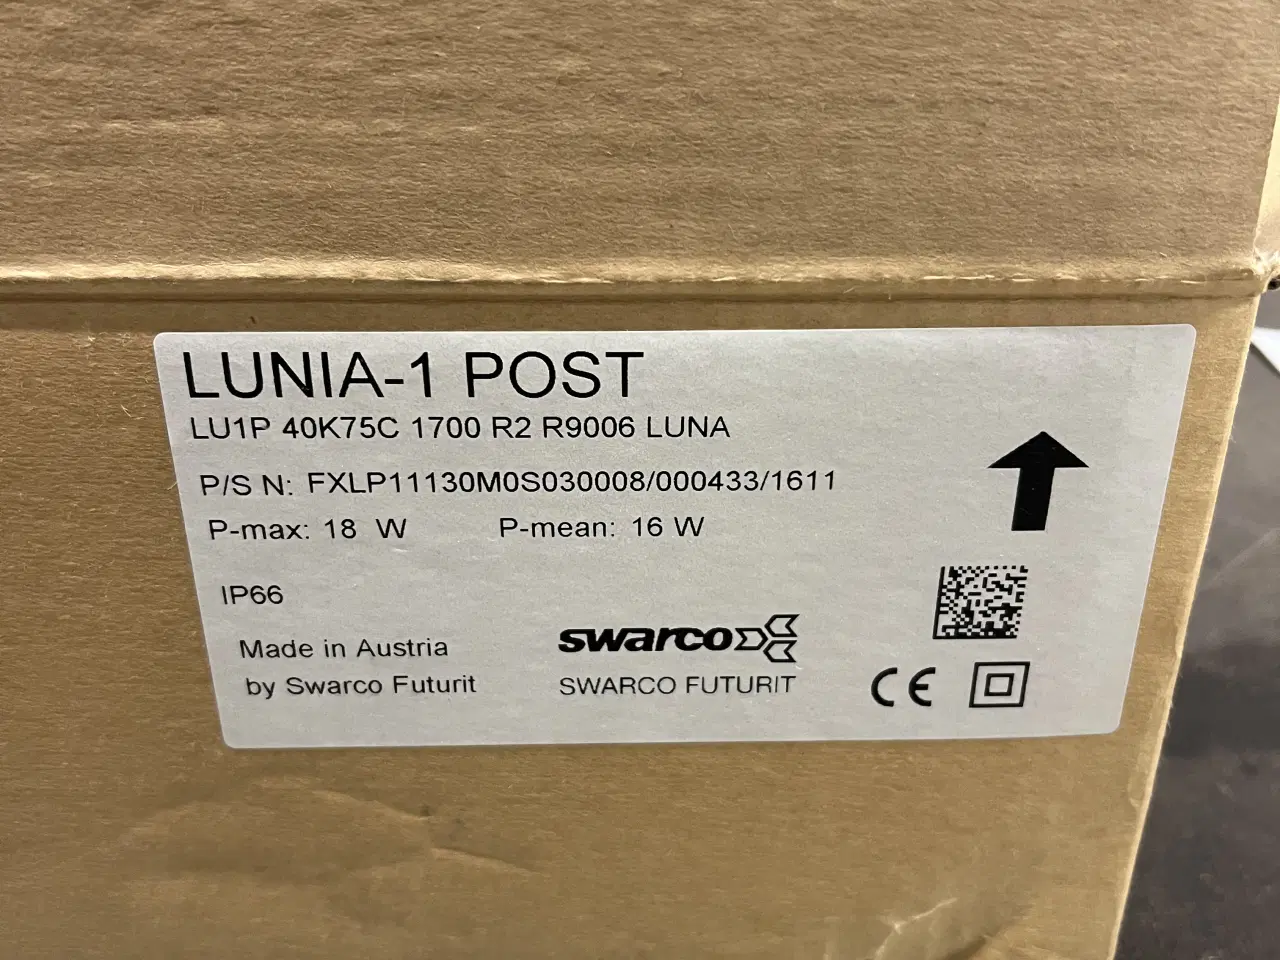 LUNIA-1 POST
LU1P 40K75C 1700 R2 R9006 LUNA
P/S N: FXLP11130M0S030008/000433/1611
P-max: 18 W P-mean: 16 W
IP66
Made in Austria
by Swarco Futurit
swarco
SWARCO FUTURIT
CE